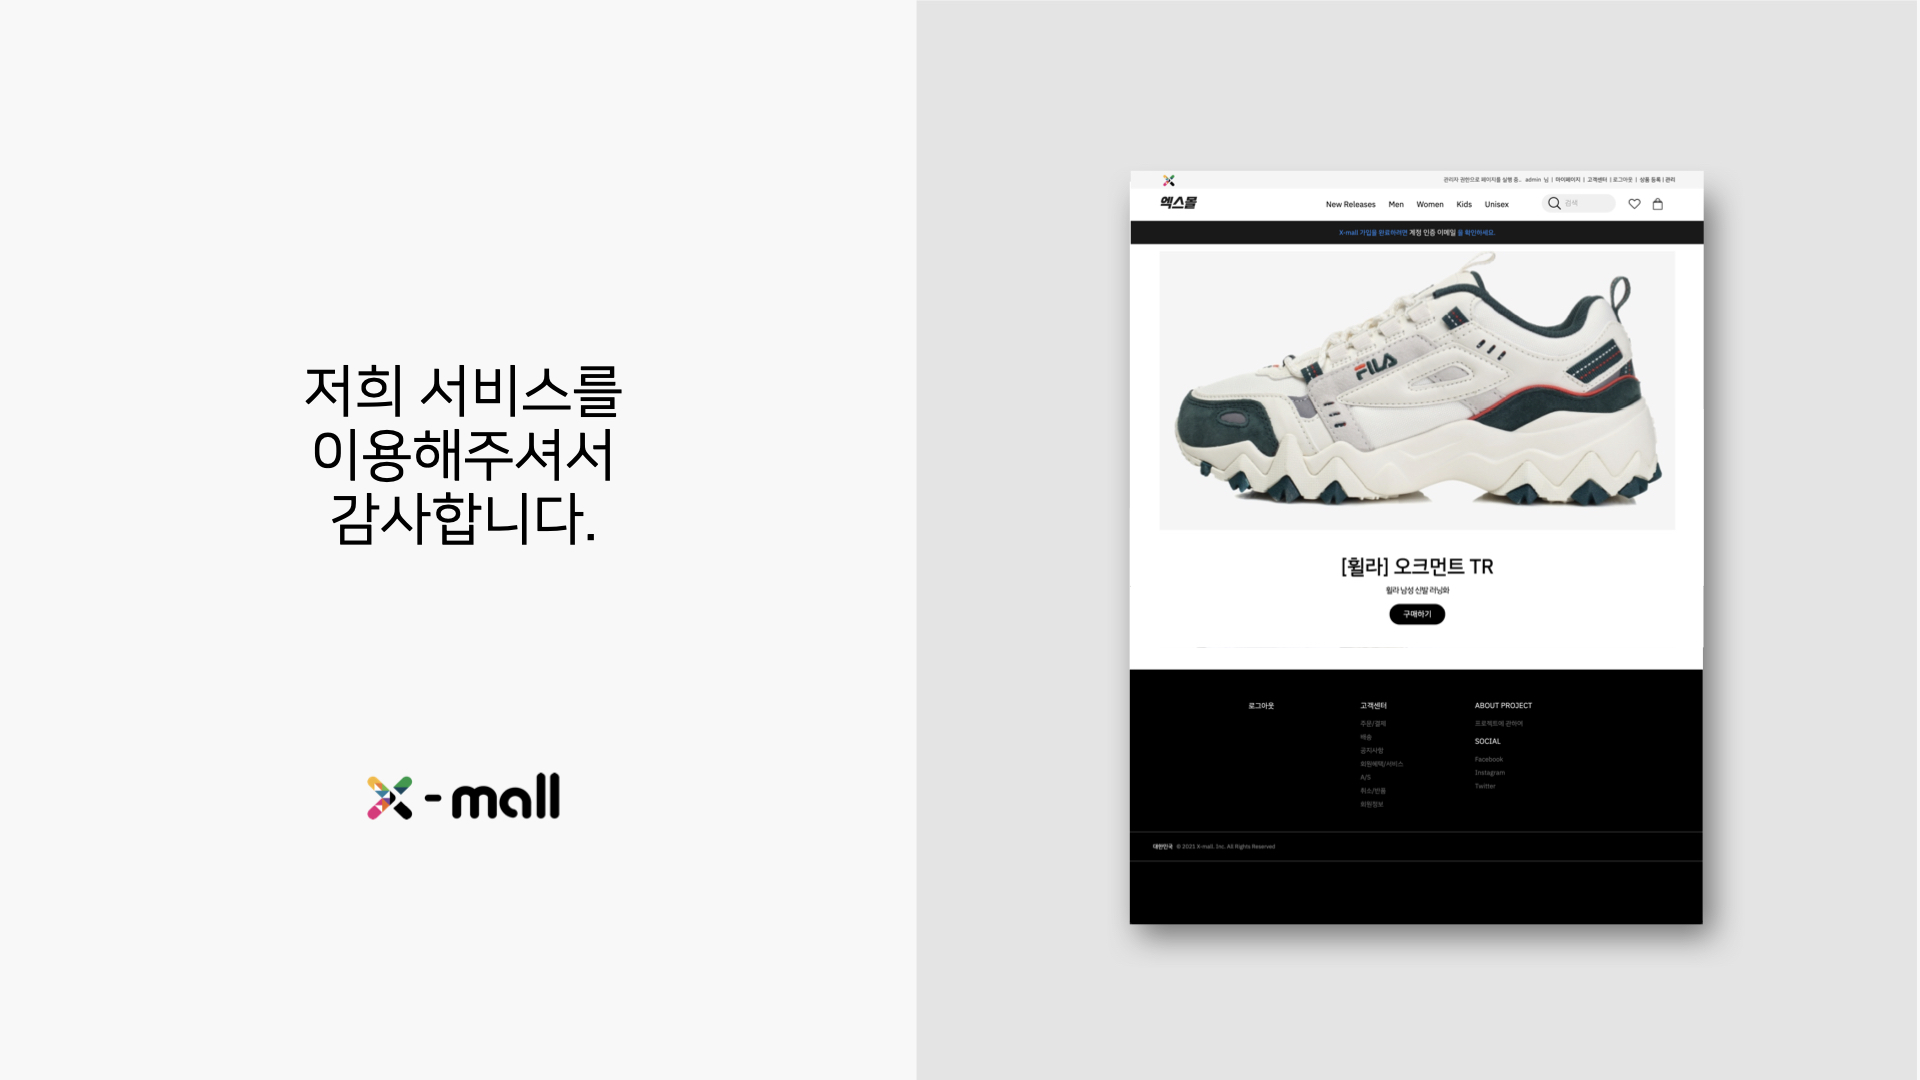 저희 서비스를
이용해주셔서
감사합니다.
X-mall
관리자 권한으로 페이지를 실행 중.. admin 님 | 마이페이지 | 고객센터 | 로그아웃 | 상품 등록 | 관리
엑스몰
New Releases Men Women Kids Unisex 검색
X-mall 가입을 완료하려면 계정 인증 이메일 을 확인하세요.
FILA
[휠라] 오크먼트 TR
휠라 남성 신발 러닝화
구매하기
로그아웃
고객센터
주문/결제
배송
공지사항
회원혜택/서비스
A/S
취소/반품
회원정보
ABOUT PROJECT
프로젝트에 관하여
SOCIAL
Facebook
Instagram
Twitter
대한민국 © 2021 X-mall, Inc. All Rights Reserved